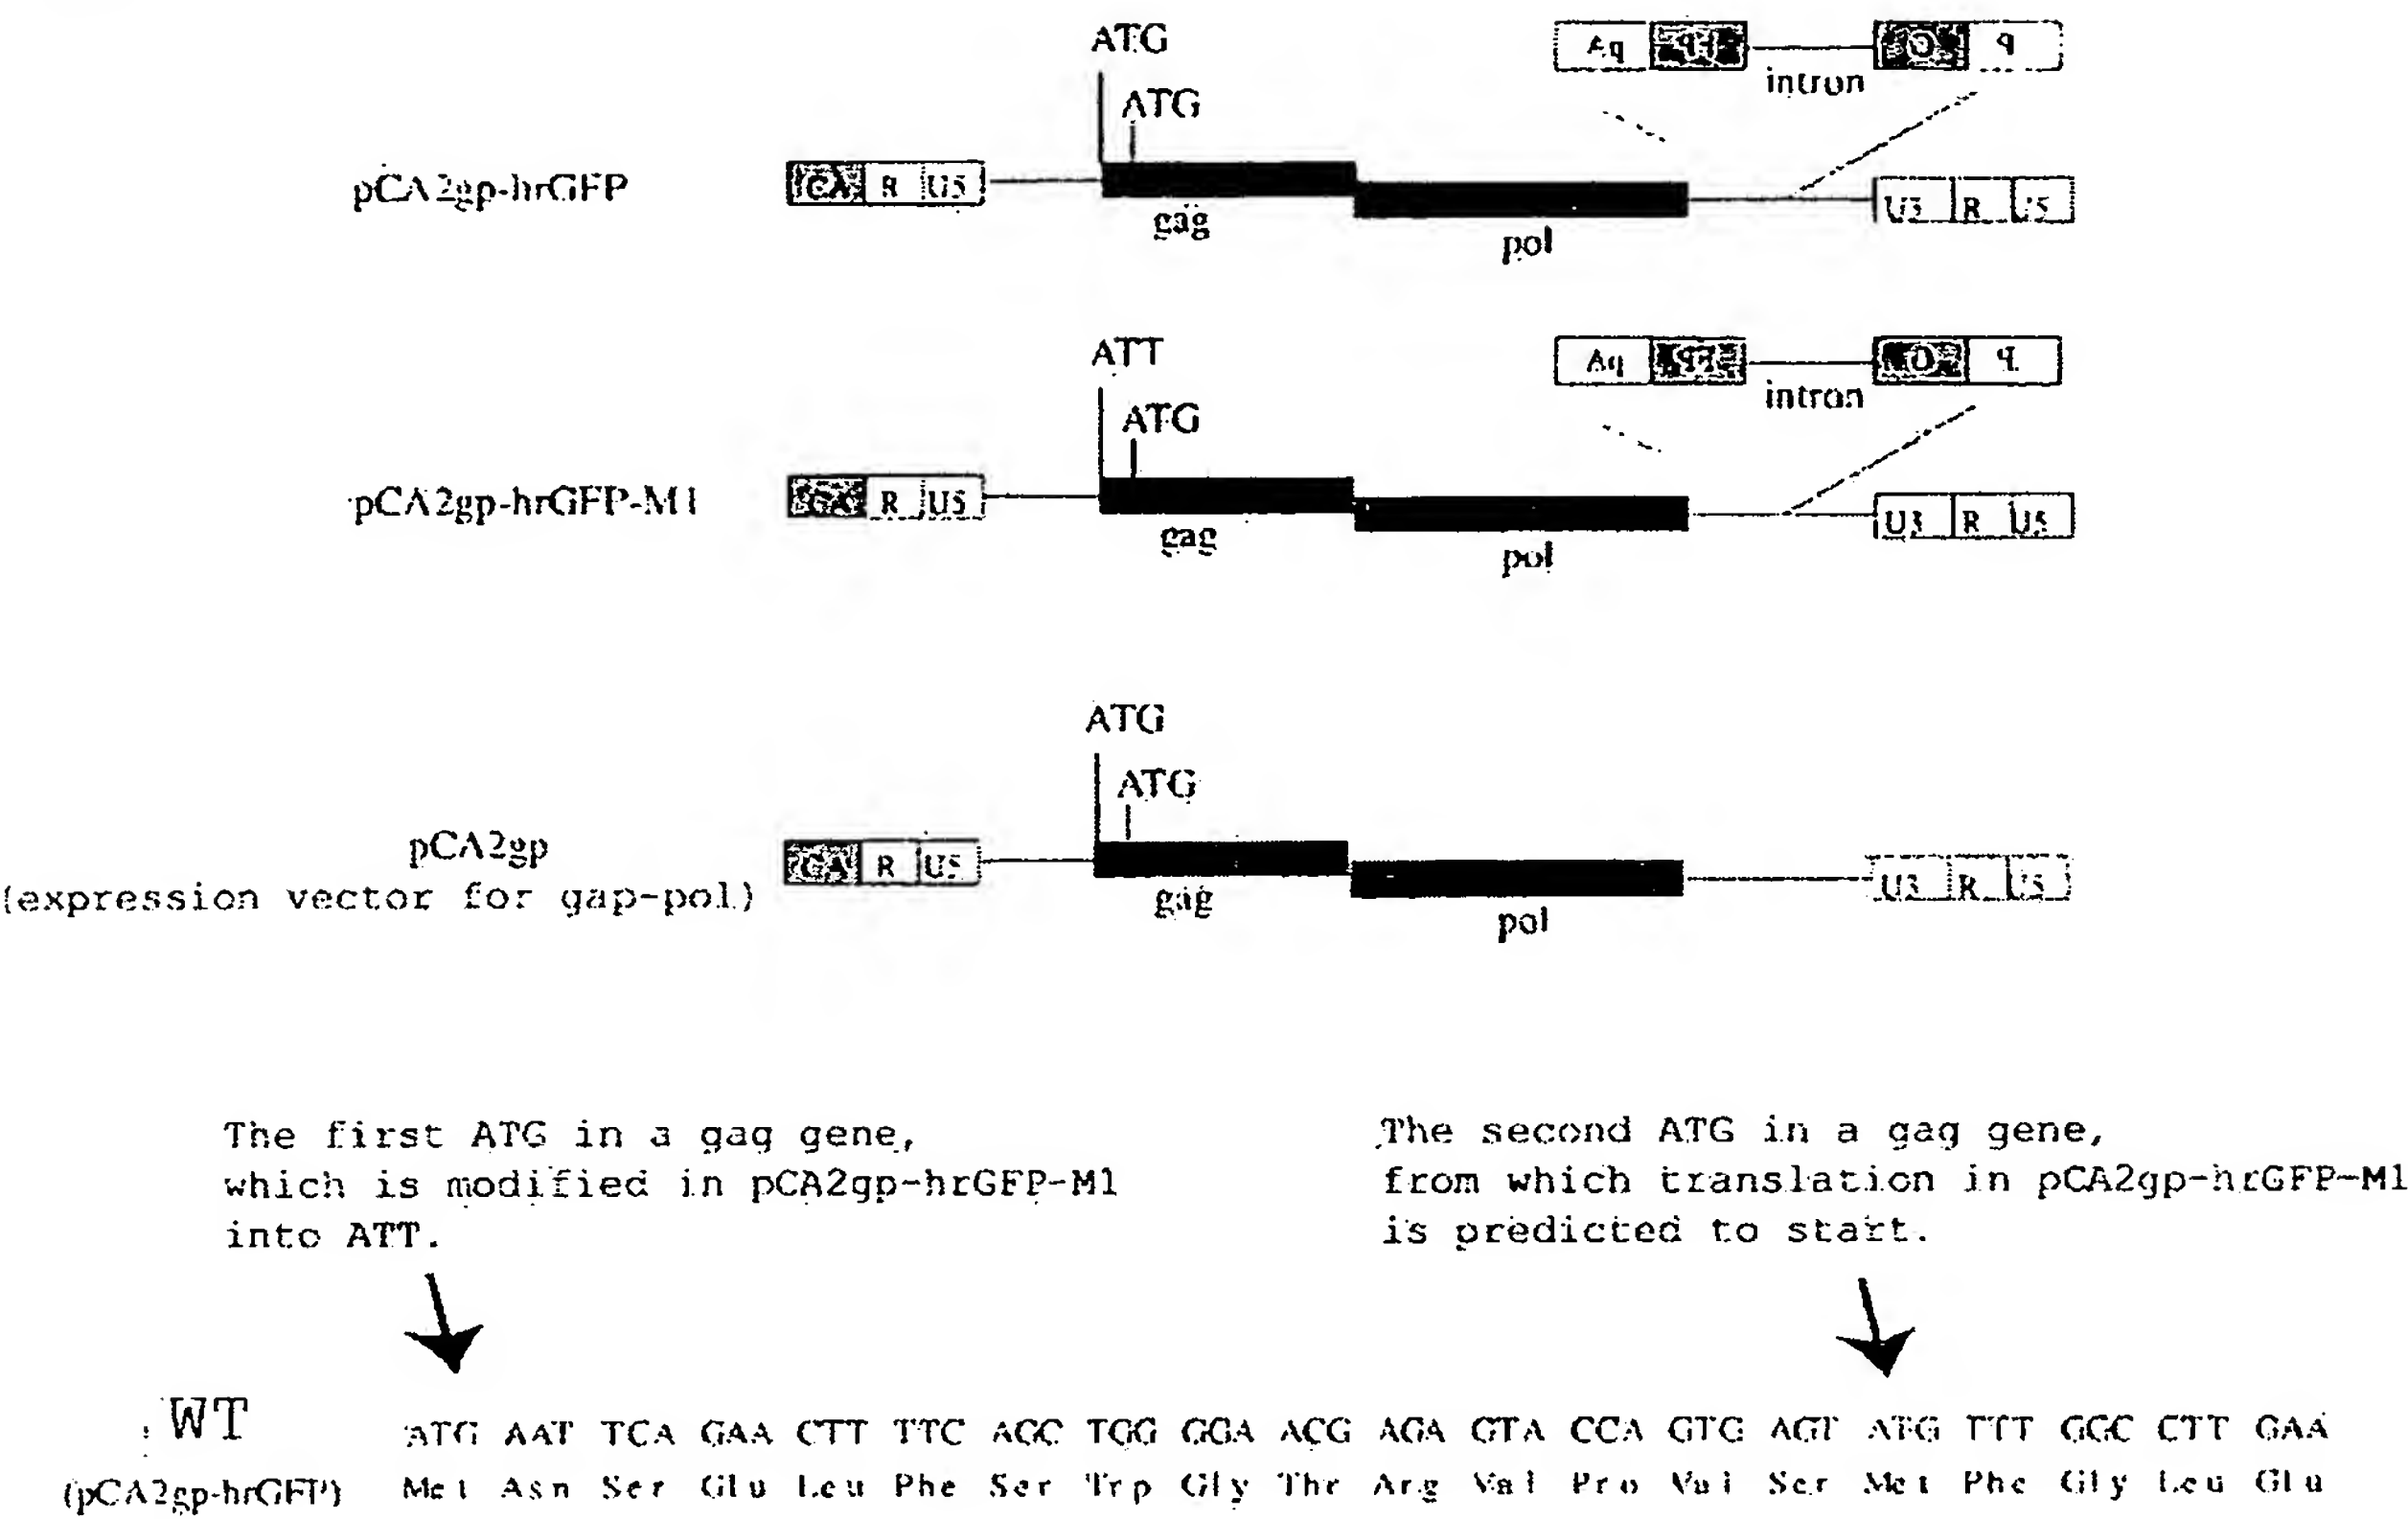 ATG
ATG
Aq
q
intron
pCA2gp-hrGFP
CA R U5
gag
pol
U3 R U5
ATT
ATG
Aq
q
intron
pCA2gp-hrGFP-M1
CA R U5
gag
pol
U3 R U5
ATG
ATG
pCA2gp
(expression vector for gap-pol)
CA R U5
gag
pol
U3 R U5
The first ATG in a gag gene,
which is modified in pCA2gp-hrGFP-M1
into ATT.
The second ATG in a gag gene,
from which translation in pCA2gp-hrGFP-M1
is predicted to start.
WT
ATG AAT TCA GAA CTT TTC AGC TGG GGA ACG AGA GTA CCA GTG AGT ATG TTT GGC CTT GAA
(pCA2gp-hrGFP)
Met Asn Ser Glu Leu Phe Ser Trp Gly Thr Arg Val Pro Val Ser Met Phe Gly Leu Glu